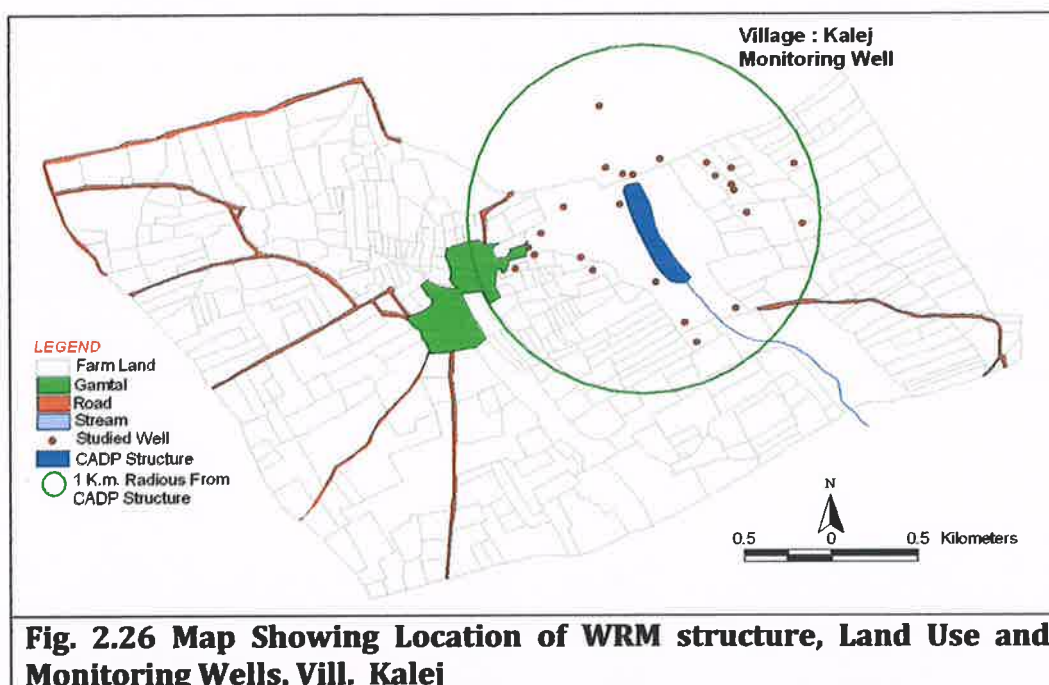 Village : Kalej
Monitoring Well
LEGEND
Farm Land
Gamtal
Road
Stream
Studied Well
CADP Structure
1 K.m. Radious From
CADP Structure
N
0.5 0 0.5 Kilometers
Fig. 2.26 Map Showing Location of WRM structure, Land Use and
Monitoring Wells, Vill. Kalej